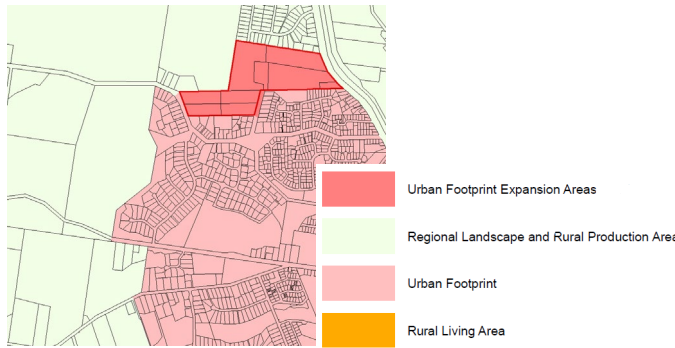 Urban Footprint Expansion Areas
Regional Landscape and Rural Production Area
Urban Footprint
Rural Living Area